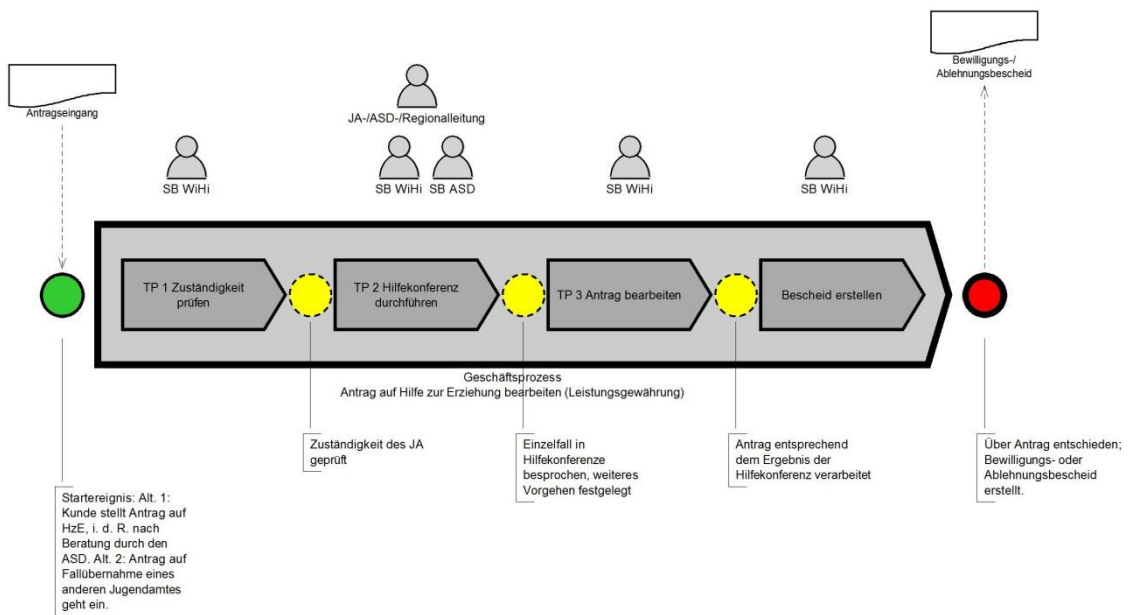 Antragseingang
Bewilligungs-/
Ablehnungsbescheid
JA-/ASD-/Regionalleitung
SB WiHi
SB WiHi
SB ASD
SB WiHi
SB WiHi
TP 1 Zuständigkeit
prüfen
TP 2 Hilfekonferenz
durchführen
TP 3 Antrag bearbeiten
Bescheid erstellen
Geschäftsprozess
Antrag auf Hilfe zur Erziehung bearbeiten (Leistungsgewährung)
Startereignis: Alt. 1:
Kunde stellt Antrag auf
HzE, i. d. R. nach
Beratung durch den
ASD. Alt. 2: Antrag auf
Fallübernahme eines
anderen Jugendamtes
geht ein.
Zuständigkeit des JA
geprüft
Einzelfall in
Hilfekonferenze
besprochen, weiteres
Vorgehen festgelegt
Antrag entsprechend
dem Ergebnis der
Hilfekonferenz verarbeitet
Über Antrag entschieden;
Bewilligungs- oder
Ablehnungsbescheid
erstellt.